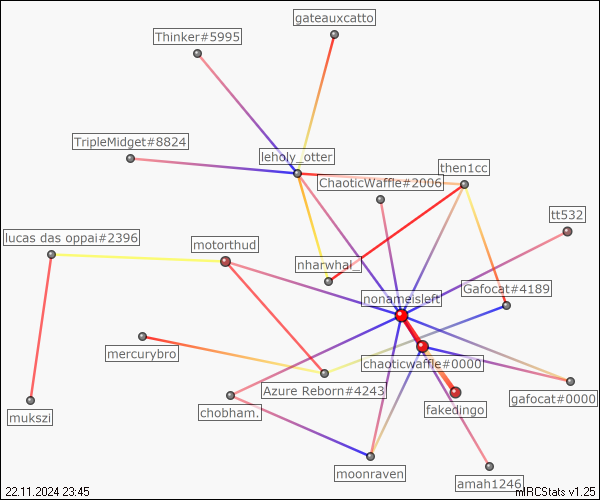 gateauxcatto
Thinker#5995
TripleMidget#8824
leholy_otter
then1cc
ChaoticWaffle#2006
tt532
lucas das oppai#2396
motorthud
nharwhal_
Gafocat#4189
nonameisleft
mercurybro
chaoticwaffle#0000
Azure Reborn#4243
gafocat#0000
mukszi
chobham.
fakedingo
moonraven
amah1246
22.11.2024 23:45
mIRCStats v1.25